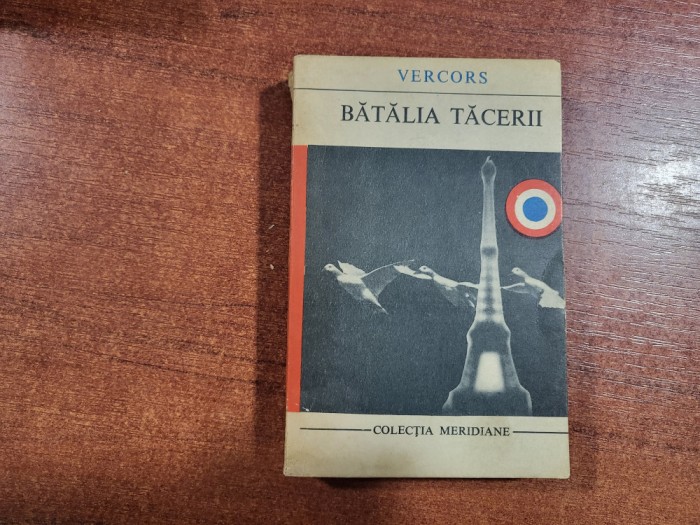 VERCORS
BĂTĂLIA TĂCERII
COLECȚIA MERIDIANE